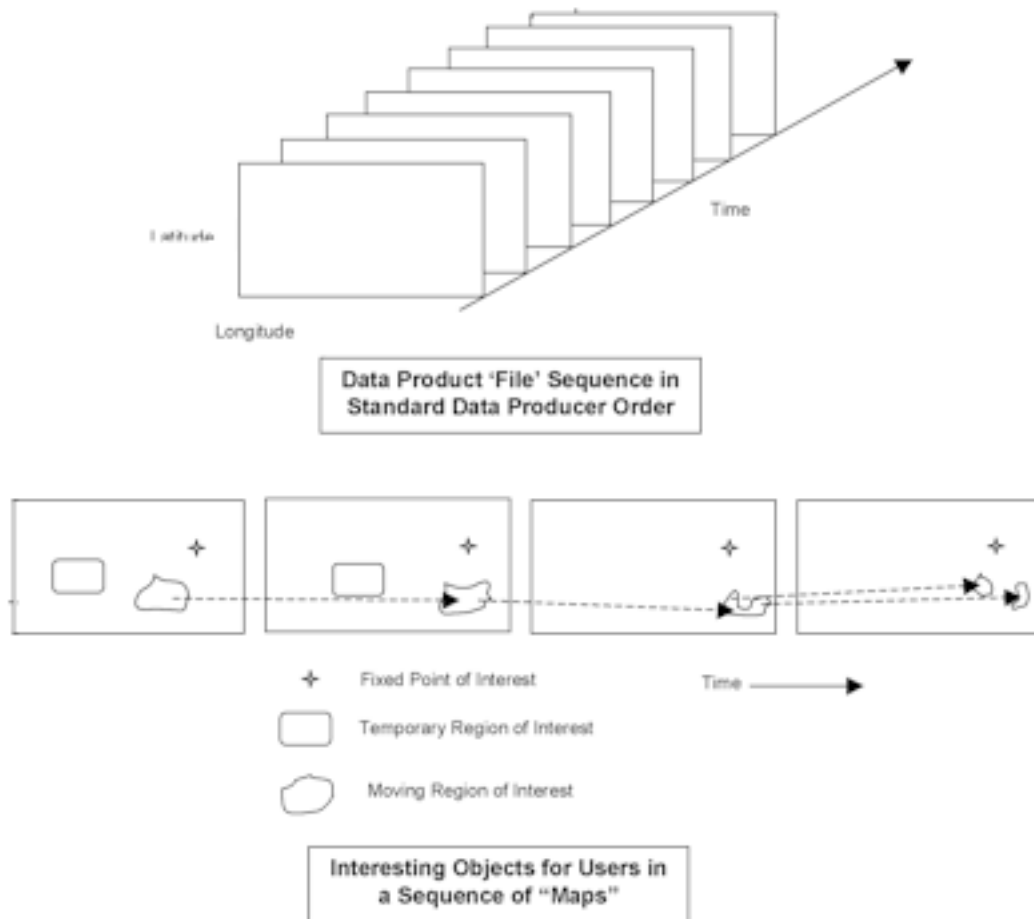 Latitude
Time
Longitude
Data Product ‘File’ Sequence in
Standard Data Producer Order
Fixed Point of Interest
Time
Temporary Region of Interest
Moving Region of Interest
Interesting Objects for Users in
a Sequence of “Maps”